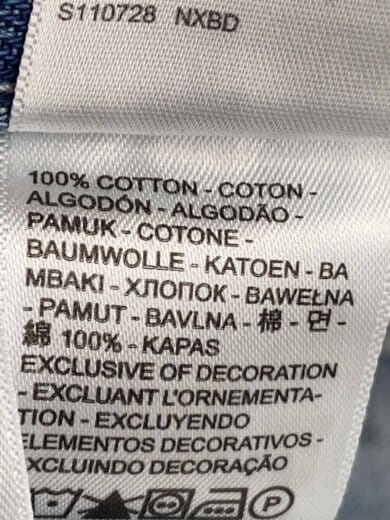 S110728 NXBD
100% COTTON - COTON -
ALGODÓN - ALGODÃO -
PAMUK - COTONE -
BAUMWOLLE - KATOEN - BA
MBAKI - ХЛОПОК - BAWEŁNA
- PAMUT - BAVLNA - 棉 - 면 -
綿 100% - KAPAS
EXCLUSIVE OF DECORATION
- EXCLUANT L'ORNEMENTA-
TION - EXCLUYENDO
ELEMENTOS DECORATIVOS -
EXCLUINDO DECORAÇÃO
P